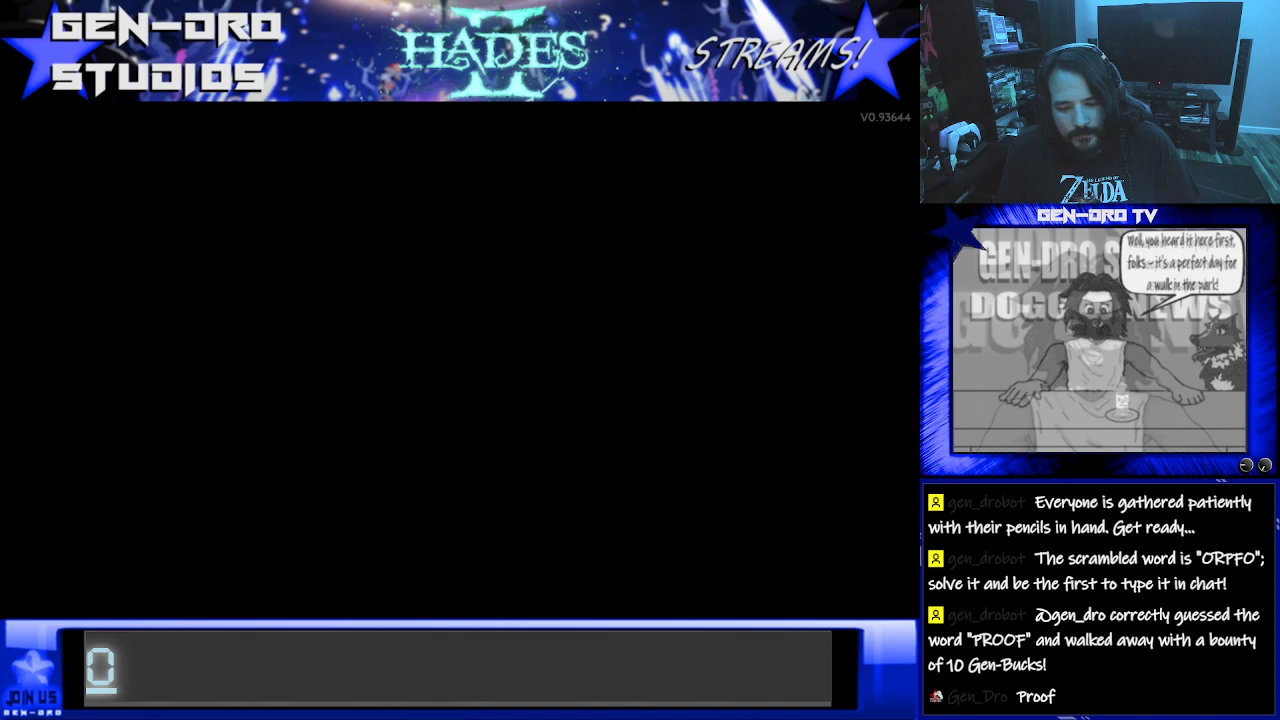 GEN-DRO
STUDIOS
HADES
II
STREAMS!
V0.93644
ZELDA
GEN-DRO TV
Well, you heard it here first,
folks - it's a perfect day for
a walk in the park!
GEN-DRO S
NEWS
gen_drobot Everyone is gathered patiently
with their pencils in hand. Get ready...
gen_drobot The scrambled word is "ORPFO";
solve it and be the first to type it in chat!
gen_drobot @gen_dro correctly guessed the
word "PROOF" and walked away with a bounty
of 10 Gen-Bucks!
Gen_Dro Proof
0
JOIN US
GEN-DRO